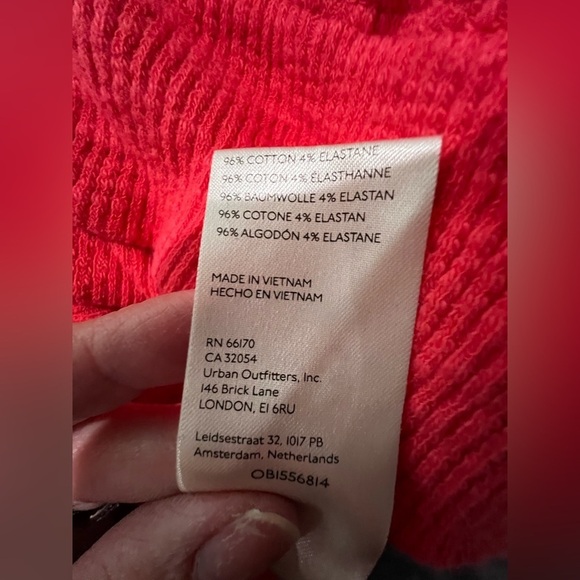 96% COTTON 4% ELASTANE
96% COTON 4% ÉLASTHANNE
96% BAUMWOLLE 4% ELASTAN
96% COTONE 4% ELASTAN
96% ALGODÓN 4% ELASTANE
MADE IN VIETNAM
HECHO EN VIETNAM
RN 66170
CA 32054
Urban Outfitters, Inc.
146 Brick Lane
LONDON, E1 6RU
Leidsestraat 32, 1017 PB
Amsterdam, Netherlands
OB1556814